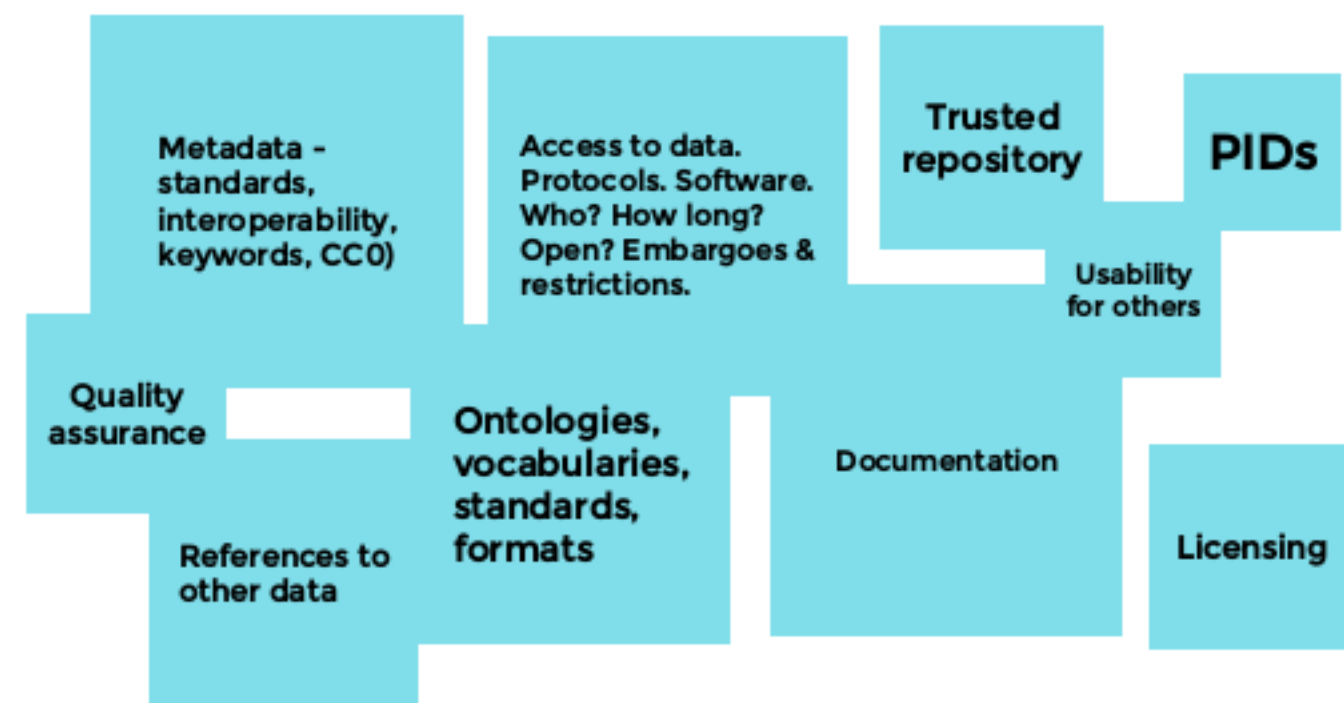 Metadata -
standards,
interoperability,
keywords, CC0)
Access to data.
Protocols. Software.
Who? How long?
Open? Embargoes &
restrictions.
Trusted
repository
PIDs
Usability
for others
Quality
assurance
Ontologies,
vocabularies,
standards,
formats
Documentation
References to
other data
Licensing